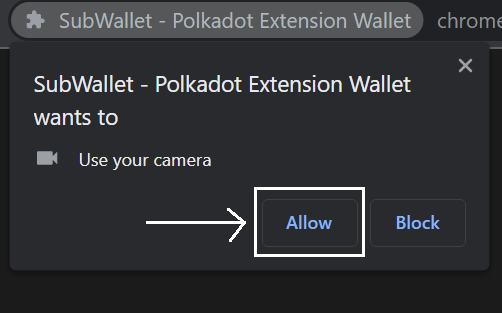 SubWallet - Polkadot Extension Wallet chrome
SubWallet - Polkadot Extension Wallet
wants to
Use your camera
Allow Block